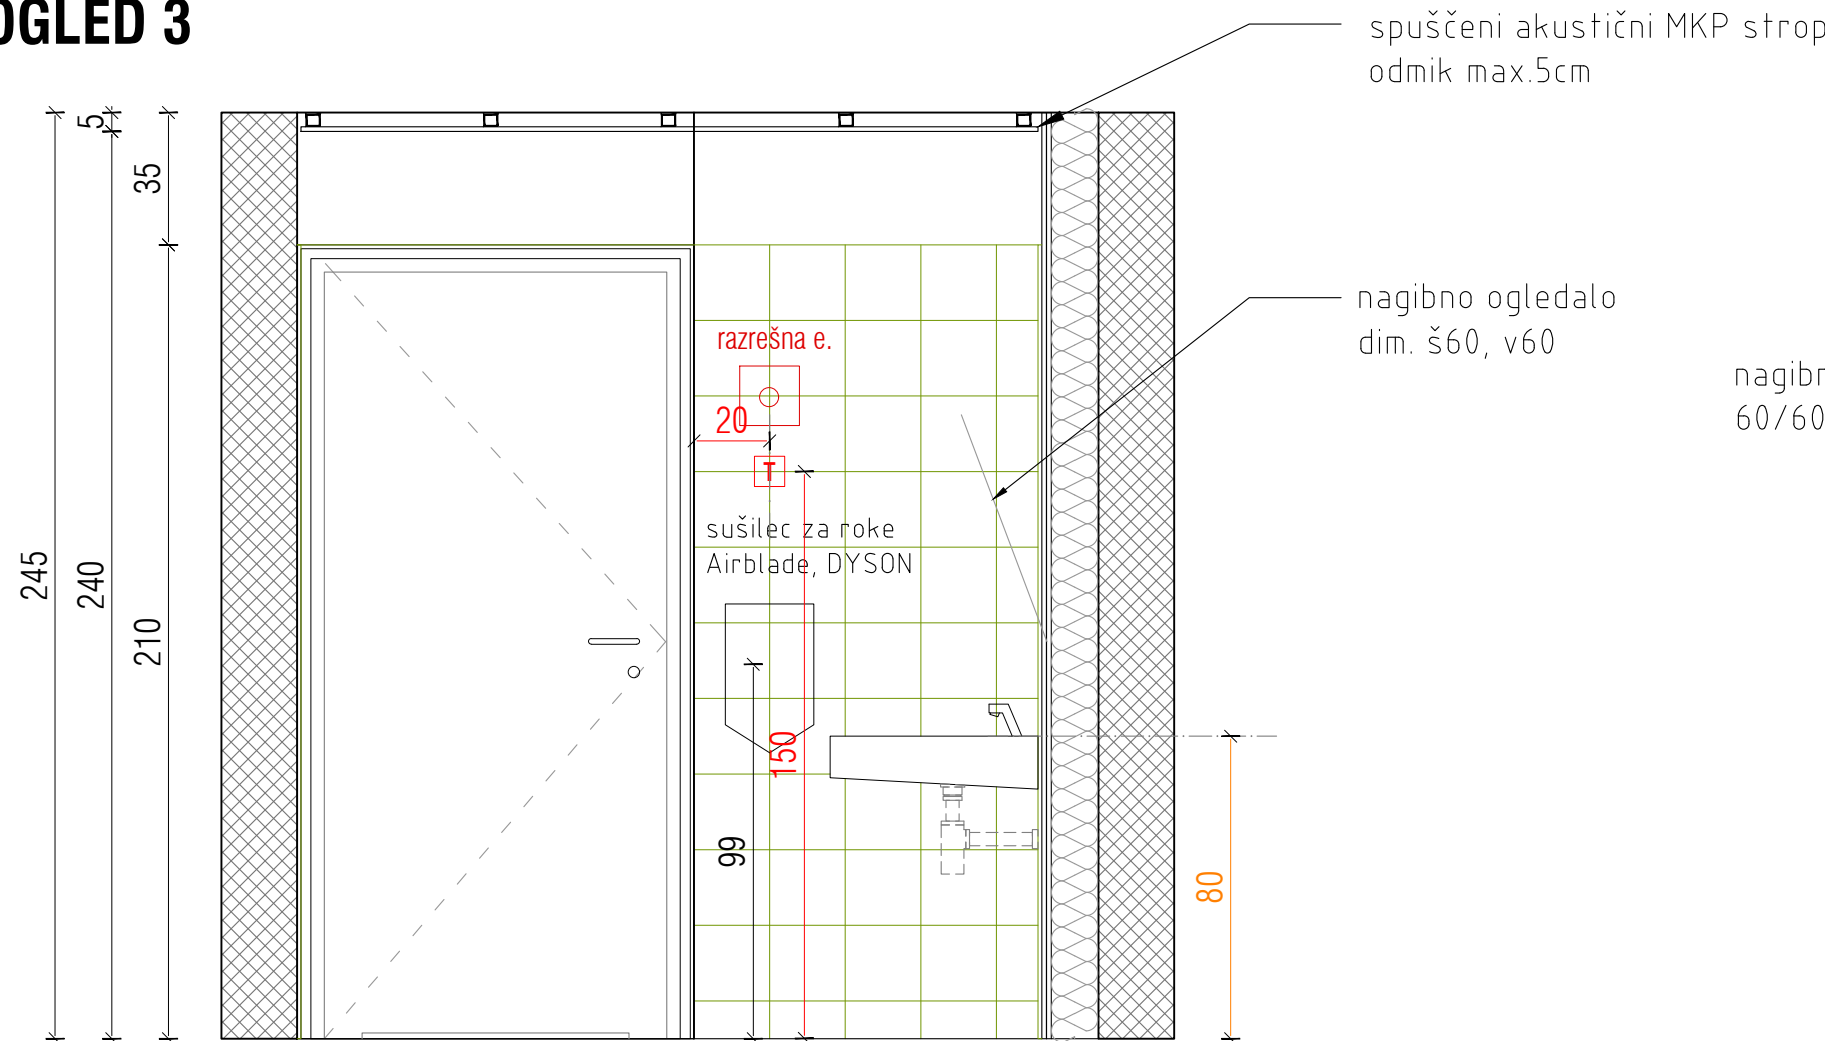 OGLED 3
spuščeni akustični MKP strop
odmik max.5cm
5
35
nagibno ogledalo
dim. š60, v60
razrešna e.
60/60
20
T
sušilec za roke
Airblade, DYSON
245
240
210
150
99
80